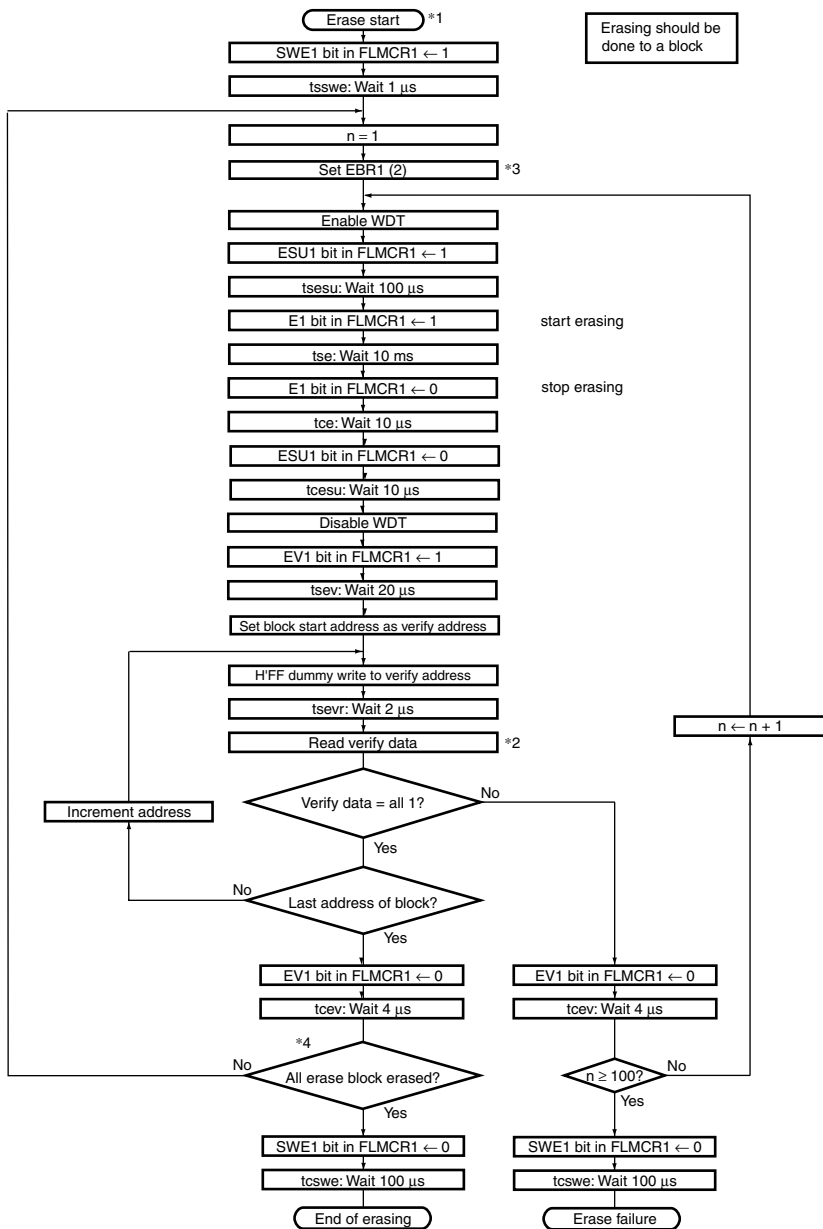 Erase start
*1
Erasing should be
done to a block
SWE1 bit in FLMCR1 ← 1
tsswe: Wait 1 μs
n = 1
Set EBR1 (2)
*3
Enable WDT
ESU1 bit in FLMCR1 ← 1
tsesu: Wait 100 μs
E1 bit in FLMCR1 ← 1
start erasing
tse: Wait 10 ms
E1 bit in FLMCR1 ← 0
stop erasing
tce: Wait 10 μs
ESU1 bit in FLMCR1 ← 0
tcesu: Wait 10 μs
Disable WDT
EV1 bit in FLMCR1 ← 1
tsev: Wait 20 μs
Set block start address as verify address
H'FF dummy write to verify address
tsevr: Wait 2 μs
n ← n + 1
Read verify data
*2
Verify data = all 1?
No
Increment address
Yes
No
Last address of block?
Yes
EV1 bit in FLMCR1 ← 0
EV1 bit in FLMCR1 ← 0
tcev: Wait 4 μs
tcev: Wait 4 μs
*4
No
All erase block erased?
n ≥ 100?
No
Yes
Yes
SWE1 bit in FLMCR1 ← 0
SWE1 bit in FLMCR1 ← 0
tcswe: Wait 100 μs
tcswe: Wait 100 μs
End of erasing
Erase failure